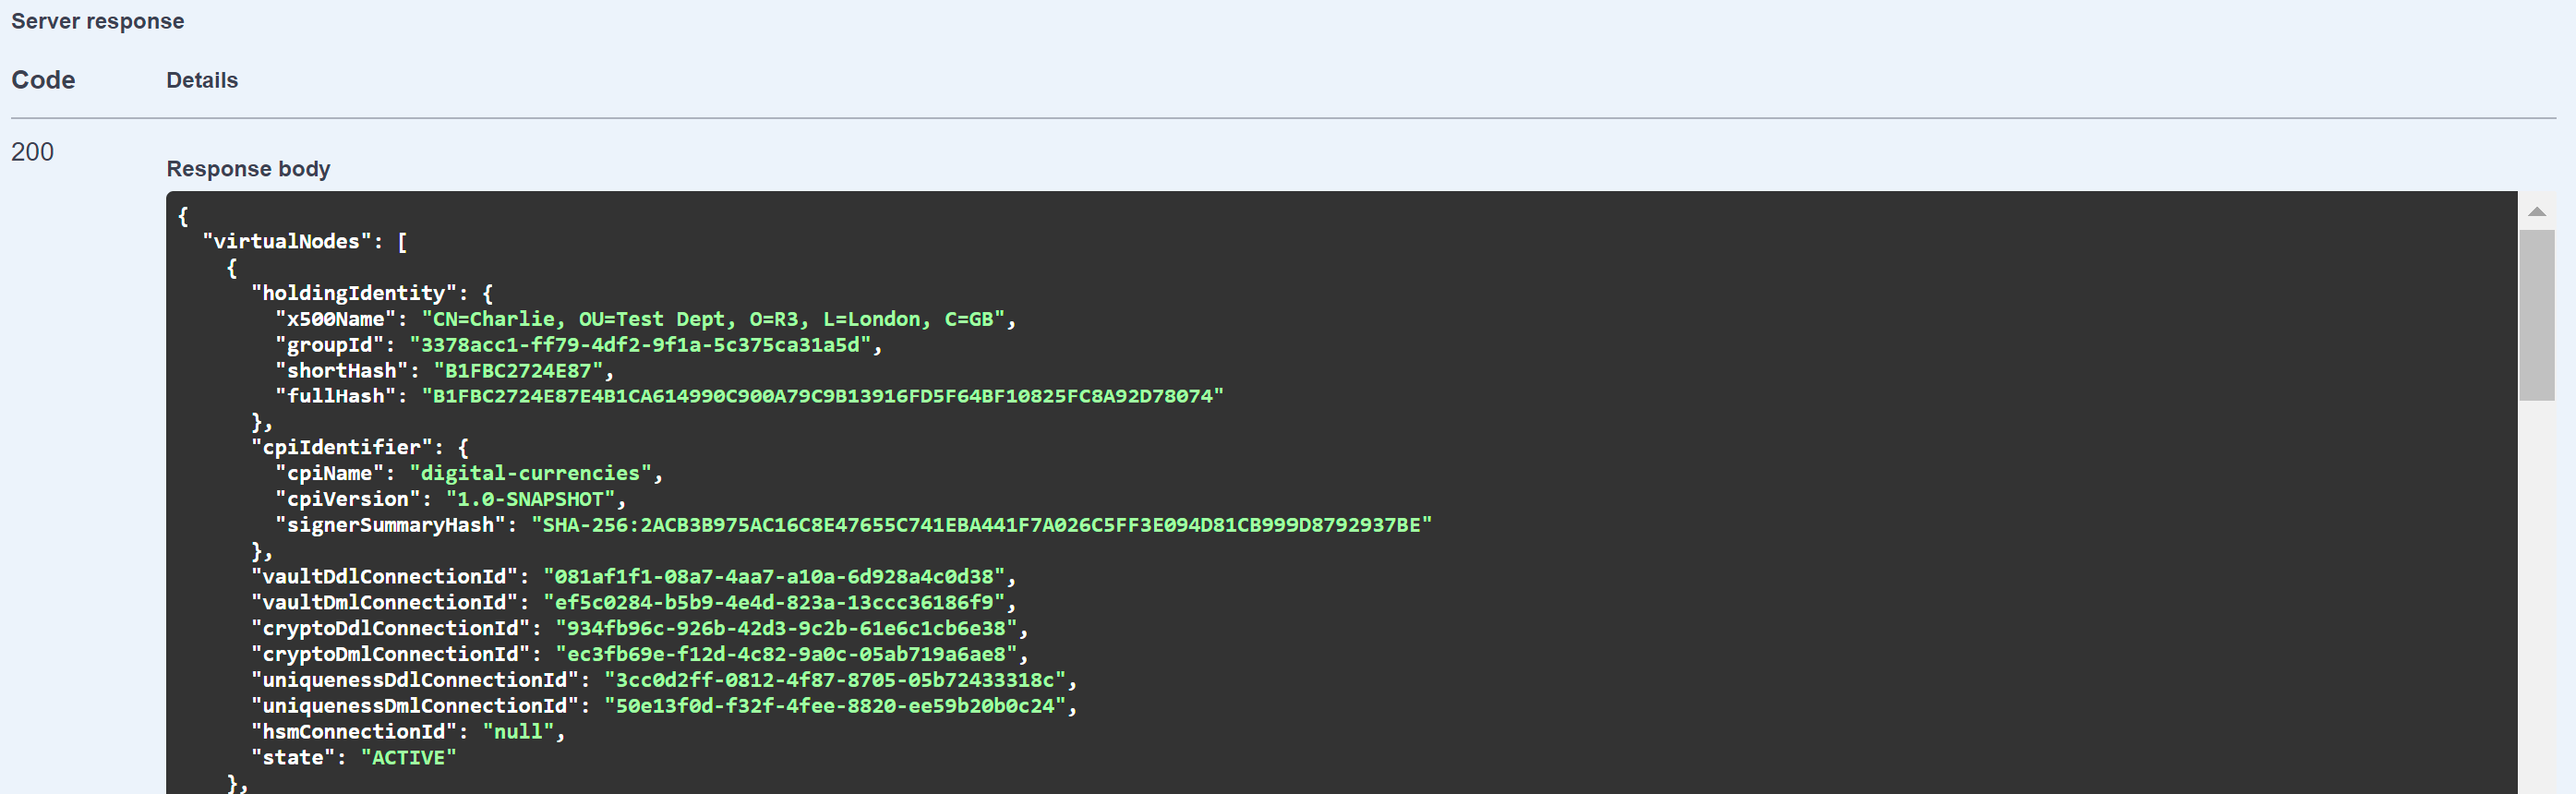 Server response
Code Details
200
Response body
{
  "virtualNodes": [
    {
      "holdingIdentity": {
        "x500Name": "CN=Charlie, OU=Test Dept, O=R3, L=London, C=GB",
        "groupId": "3378acc1-ff79-4df2-9f1a-5c375ca31a5d",
        "shortHash": "B1FBC2724E87",
        "fullHash": "B1FBC2724E87E4B1CA614990C900A79C9B13916FD5F64BF10825FC8A92D78074"
      },
      "cpiIdentifier": {
        "cpiName": "digital-currencies",
        "cpiVersion": "1.0-SNAPSHOT",
        "signerSummaryHash": "SHA-256:2ACB3B975AC16C8E47655C741EBA441F7A026C5FF3E094D81CB999D8792937BE"
      },
      "vaultDdlConnectionId": "081af1f1-08a7-4aa7-a10a-6d928a4c0d38",
      "vaultDmlConnectionId": "ef5c0284-b5b9-4e4d-823a-13ccc36186f9",
      "cryptoDdlConnectionId": "934fb96c-926b-42d3-9c2b-61e6c1cb6e38",
      "cryptoDmlConnectionId": "ec3fb69e-f12d-4c82-9a0c-05ab719a6ae8",
      "uniquenessDdlConnectionId": "3cc0d2ff-0812-4f87-8705-05b72433318c",
      "uniquenessDmlConnectionId": "50e13f0d-f32f-4fee-8820-ee59b20b0c24",
      "hsmConnectionId": "null",
      "state": "ACTIVE"
    },